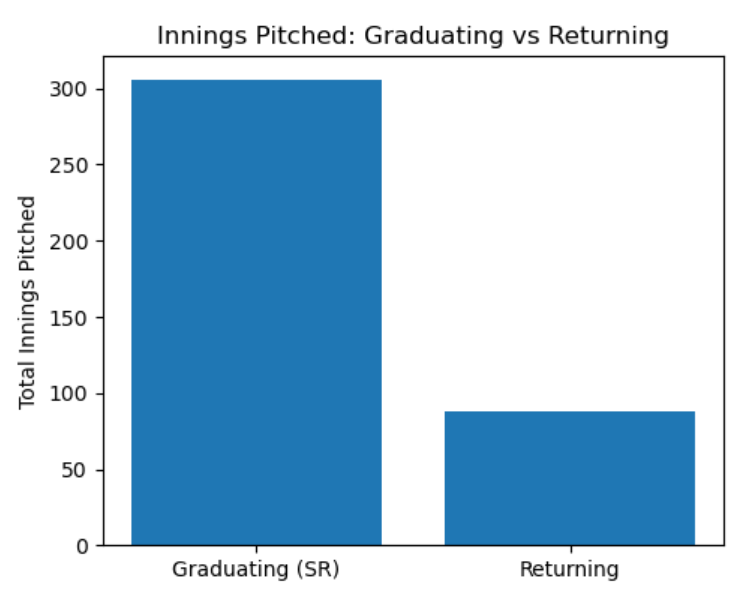 Innings Pitched: Graduating vs Returning
Total Innings Pitched
300
250
200
150
100
50
0
Graduating (SR)
Returning